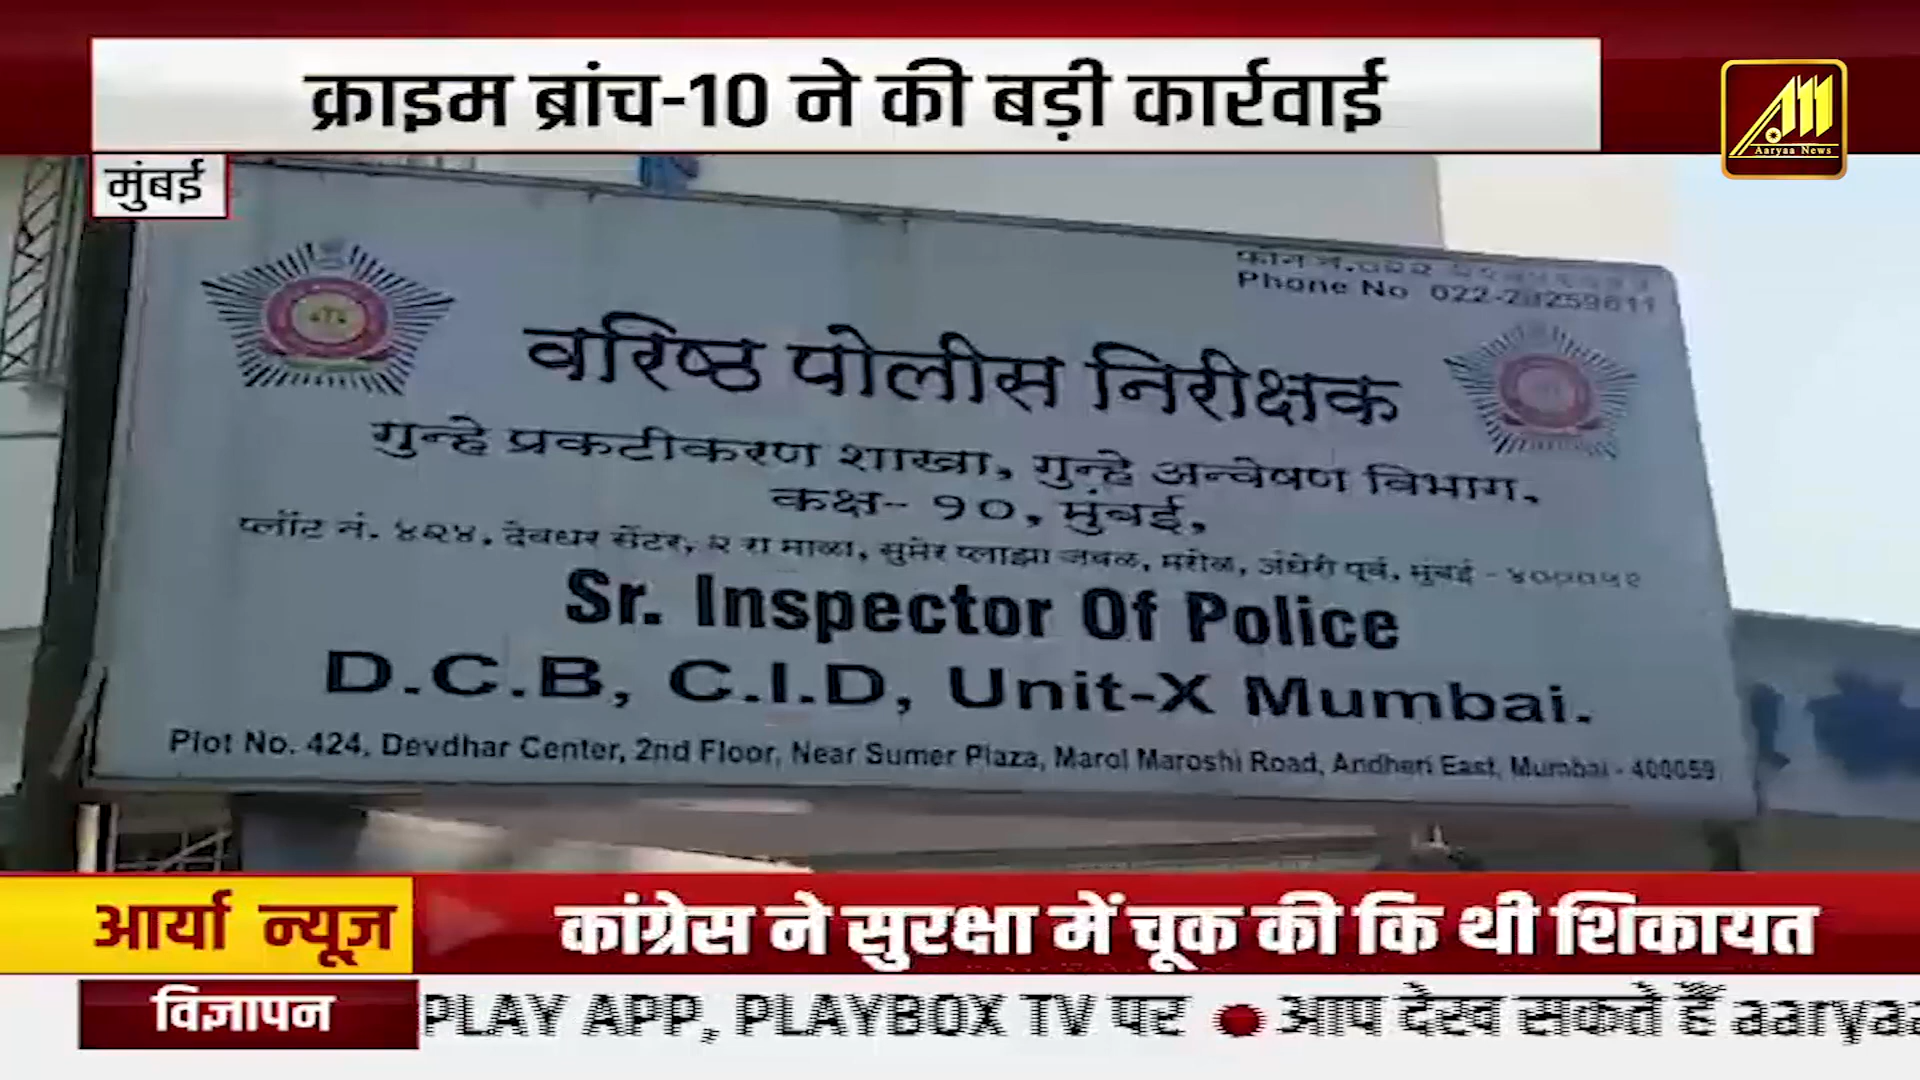 क्राइम ब्रांच-10 ने की बड़ी कार्रवाई
Aaryaa News
मुंबई
Phone No 022-28259611
वरिष्ठ पोलीस निरीक्षक
गुन्हे प्रकटीकरण शाखा, गुन्हे अन्वेषण विभाग,
कक्ष- १०, मुंबई,
प्लॉट नं. ४२४, देवधर सेंटर, २ रा माळा, सुमेर प्लाझा जवळ, मरोळ, अंधेरी पूर्व, मुंबई -
Sr. Inspector Of Police
D.C.B, C.I.D, Unit-X Mumbai.
Plot No. 424, Devdhar Center, 2nd Floor, Near Sumer Plaza, Marol Maroshi Road, Andheri East, Mumbai - 400059
आर्या न्यूज़
कांग्रेस ने सुरक्षा में चूक की कि थी शिकायत
विज्ञापन
PLAY APP, PLAYBOX TV पर ● आप देख सकते हैं aaryaa